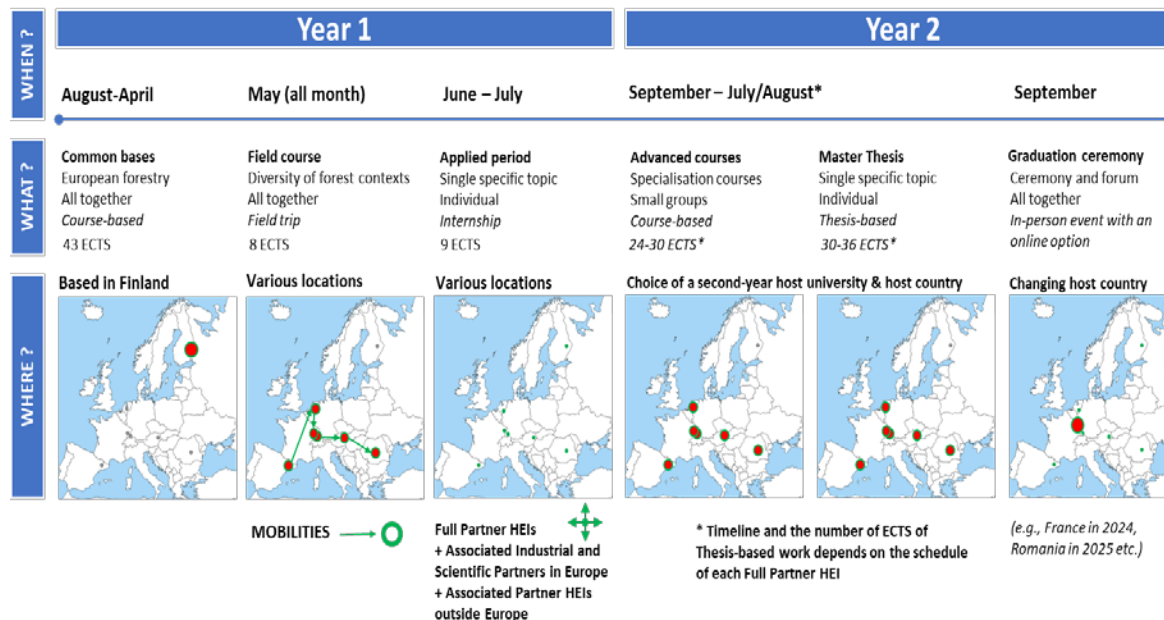 WHEN ?
Year 1
Year 2
August-April
May (all month)
June – July
September – July/August*
September
WHAT ?
Common bases
European forestry
All together
Course-based
43 ECTS
Field course
Diversity of forest contexts
All together
Field trip
8 ECTS
Applied period
Single specific topic
Individual
Internship
9 ECTS
Advanced courses
Specialisation courses
Small groups
Course-based
24-30 ECTS*
Master Thesis
Single specific topic
Individual
Thesis-based
30-36 ECTS*
Graduation ceremony
Ceremony and forum
All together
In-person event with an
online option
WHERE ?
Based in Finland
Various locations
Various locations
Choice of a second-year host university & host country
Changing host country
MOBILITIES
Full Partner HEIs
+ Associated Industrial and
Scientific Partners in Europe
+ Associated Partner HEIs
outside Europe
* Timeline and the number of ECTS of
Thesis-based work depends on the schedule
of each Full Partner HEI
(e.g., France in 2024,
Romania in 2025 etc.)